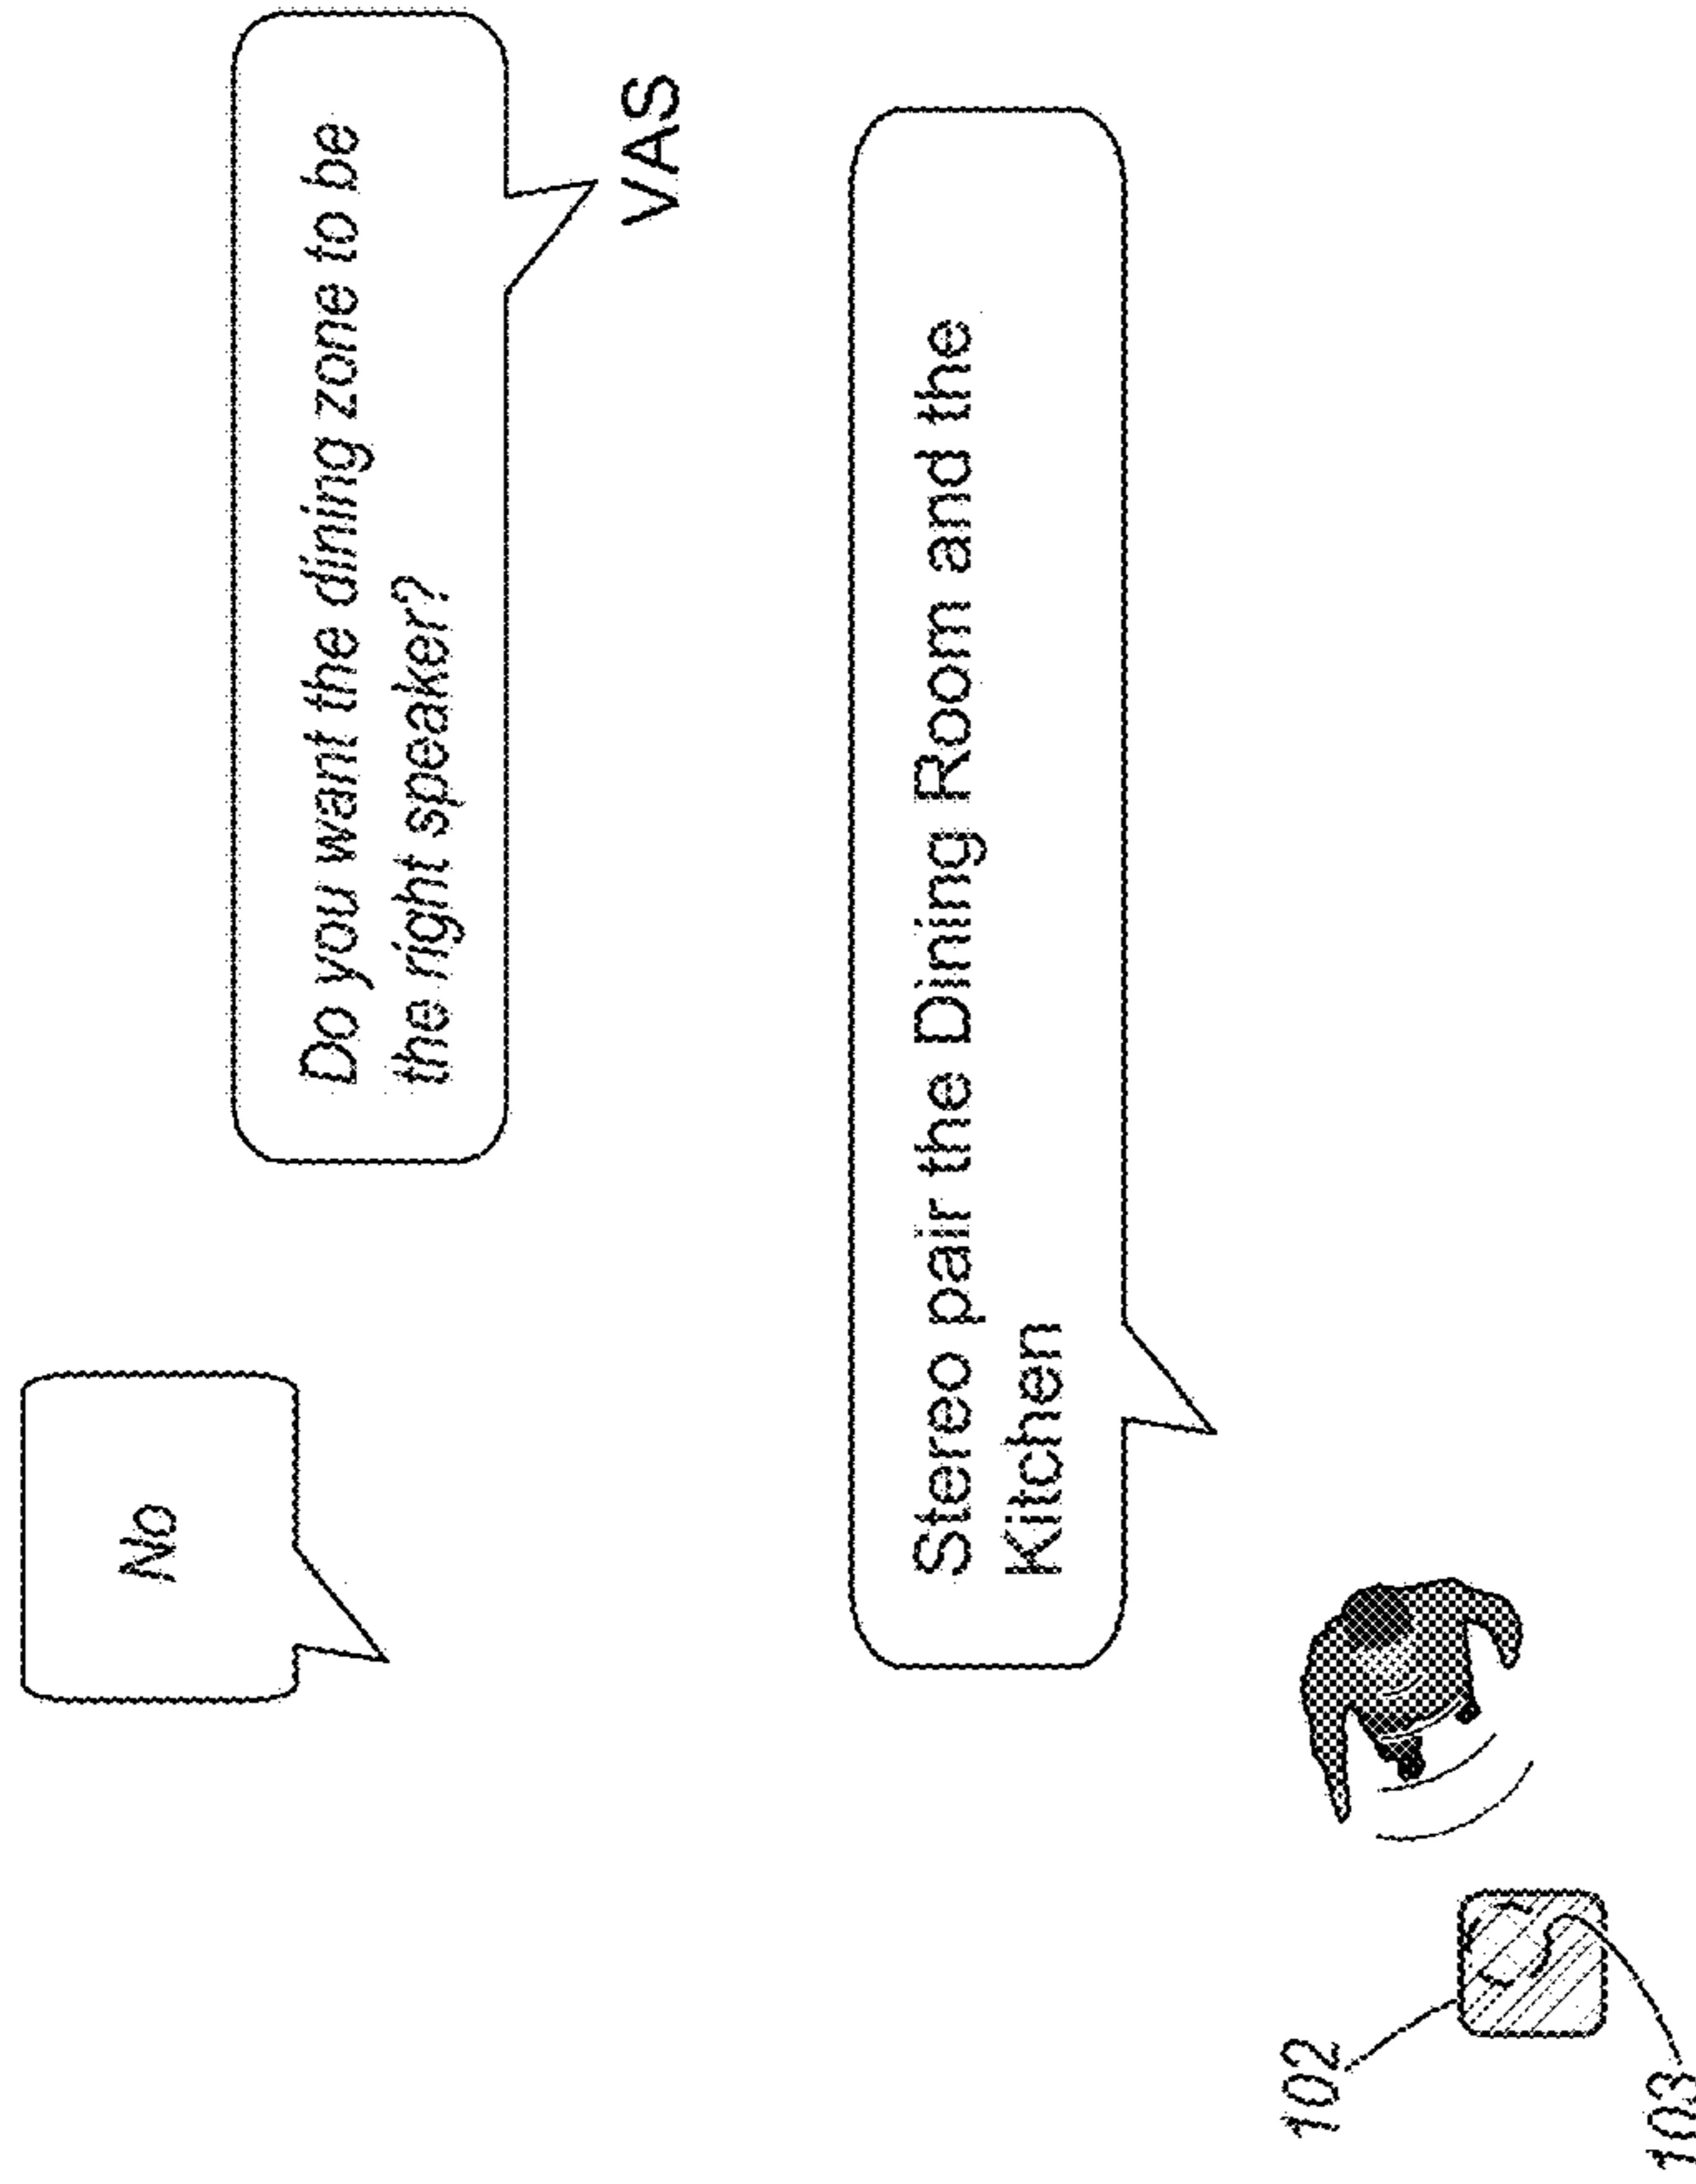 No
Do you want the dining zone to be
the right speaker?
VAS
Stereo pair the Dining Room and the
Kitchen
102
103